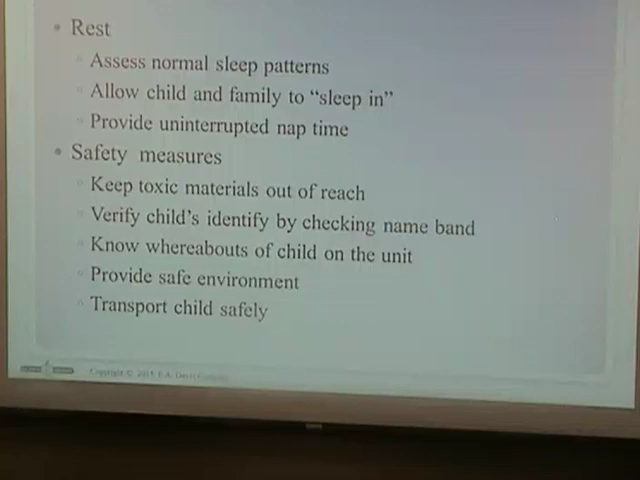 • Rest
◦ Assess normal sleep patterns
◦ Allow child and family to “sleep in”
◦ Provide uninterrupted nap time
• Safety measures
◦ Keep toxic materials out of reach
◦ Verify child’s identify by checking name band
◦ Know whereabouts of child on the unit
◦ Provide safe environment
◦ Transport child safely
Copyright ©